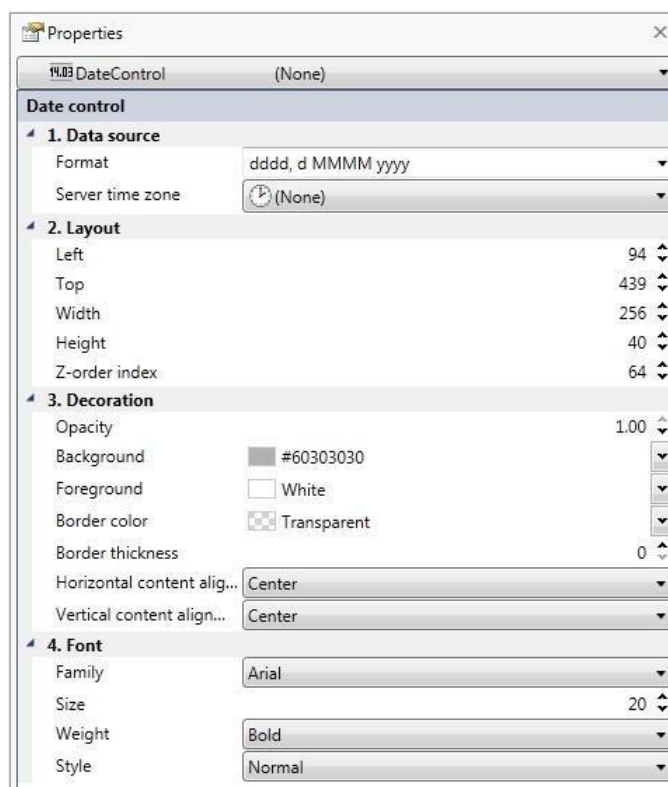 Properties
14.03 DateControl (None)
Date control
1. Data source
Format dddd, d MMMM yyyy
Server time zone (None)
2. Layout
Left 94
Top 439
Width 256
Height 40
Z-order index 64
3. Decoration
Opacity 1.00
Background #60303030
Foreground White
Border color Transparent
Border thickness 0
Horizontal content alig... Center
Vertical content align... Center
4. Font
Family Arial
Size 20
Weight Bold
Style Normal